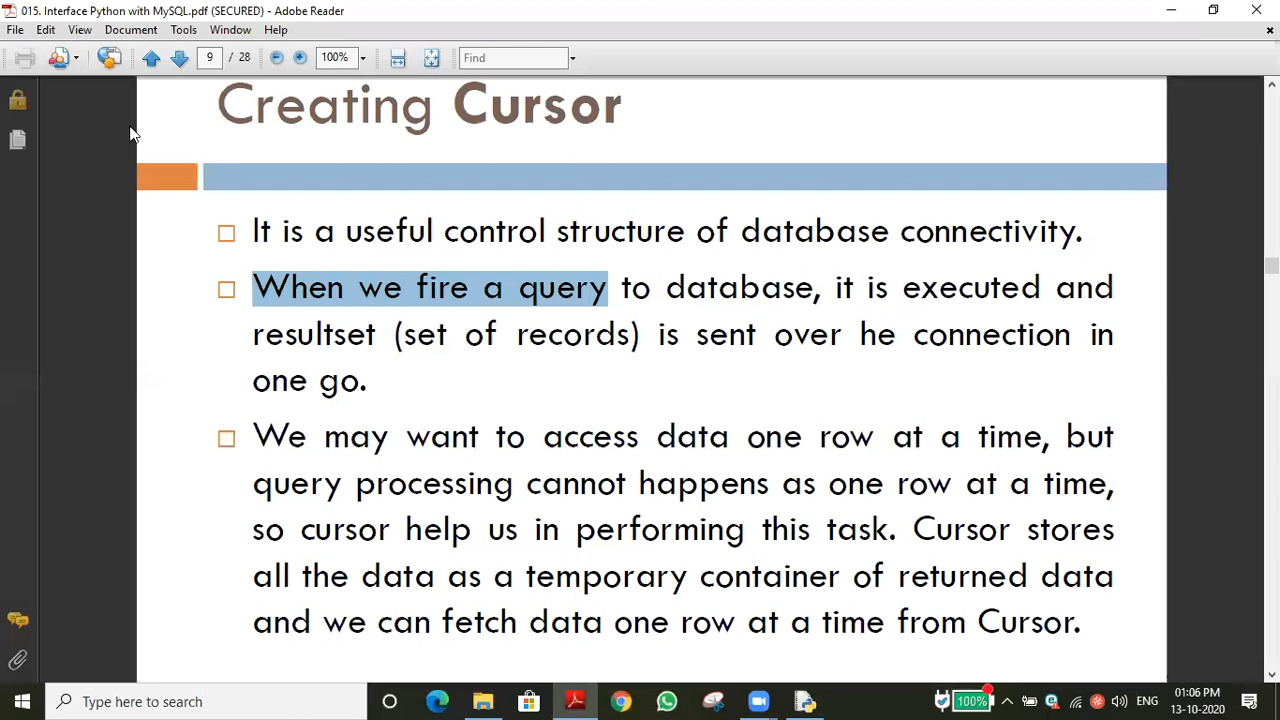 015. Interface Python with MySQL.pdf (SECURED) - Adobe Reader
File Edit View Document Tools Window Help
9 / 28 100% Find
Creating Cursor
It is a useful control structure of database connectivity.
When we fire a query to database, it is executed and
resultset (set of records) is sent over he connection in
one go.
We may want to access data one row at a time, but
query processing cannot happens as one row at a time,
so cursor help us in performing this task. Cursor stores
all the data as a temporary container of returned data
and we can fetch data one row at a time from Cursor.
Type here to search
100% ENG
01:06 PM
13-10-2020